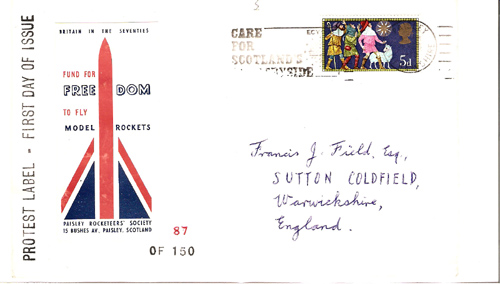 PROTEST LABEL - FIRST DAY OF ISSUE
BRITAIN IN THE SEVENTIES
FUND FOR
FREEDOM
TO FLY
MODEL ROCKETS
PAISLEY ROCKETEERS' SOCIETY
15 BUSHES AV, PAISLEY, SCOTLAND
87
OF 150
CARE
FOR
SCOTLAND'S
5d
Francis J. Field, Esq.,
SUTTON COLDFIELD,
Warwickshire,
England.